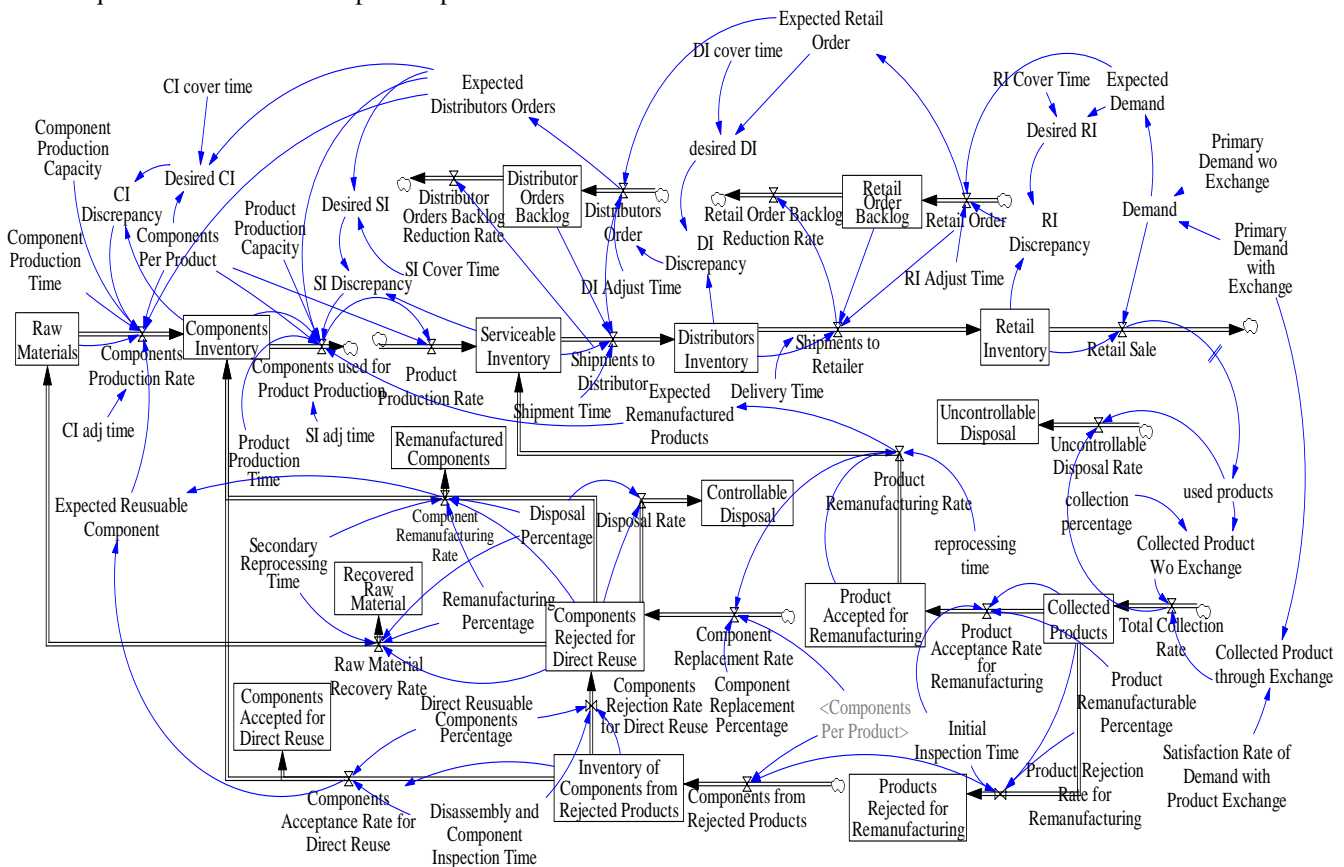 Expected Retail
Order
DI cover time
CI cover time
Expected
Distributors Orders
RI Cover Time
Expected
Demand
Component
Production
Capacity
Desired RI
Primary
Demand wo
Exchange
desired DI
CI
Discrepancy
Desired CI
Distributor
Orders Backlog
Distributor
Orders Backlog
Reduction Rate
Distributors
Order
Retail
Order
Backlog
Retail Order Backlog
Reduction Rate
Retail Order
Desired SI
Product
Production
Capacity
Demand
Components
Per Product
Component
Production
Time
RI
Discrepancy
DI
Discrepancy
Primary
Demand
with
Exchange
SI Cover Time
SI Discrepancy
DI Adjust Time
RI Adjust Time
Raw
Materials
Components
Production Rate
Components
Inventory
Components used for
Product Production
Product
Production Rate
Serviceable
Inventory
Shipments to
Distributor
Distributors
Inventory
Shipments to
Retailer
Retail
Inventory
Retail Sale
CI adj time
SI adj time
Shipment Time
Expected
Remanufactured
Products
Delivery Time
Product
Production
Time
Remanufactured
Components
Uncontrollable
Disposal
Uncontrollable
Disposal Rate
Expected Reusable
Component
Component
Remanufacturing
Rate
Disposal
Percentage
Disposal Rate
Controllable
Disposal
Product
Remanufacturing Rate
collection
percentage
used products
Secondary
Reprocessing
Time
reprocessing
time
Collected Product
Wo Exchange
Recovered
Raw
Material
Remanufacturing
Percentage
Components
Rejected for
Direct Reuse
Component
Replacement Rate
Product
Accepted for
Remanufacturing
Product
Acceptance Rate
for
Remanufacturing
Collected
Products
Total Collection
Rate
Raw Material
Recovery Rate
Collected Product
through Exchange
Components
Accepted for
Direct Reuse
Direct Reusuable
Components
Percentage
Components
Rejection Rate
for Direct Reuse
Component
Replacement
Percentage
<Components
Per Product>
Initial
Inspection Time
Product
Remanufacturable
Percentage
Satisfaction Rate of
Demand with
Product Exchange
Components
Acceptance Rate for
Direct Reuse
Disassembly and
Component
Inspection Time
Inventory of
Components from
Rejected Products
Components from
Rejected Products
Products
Rejected for
Remanufacturing
Product Rejection
Rate for
Remanufacturing